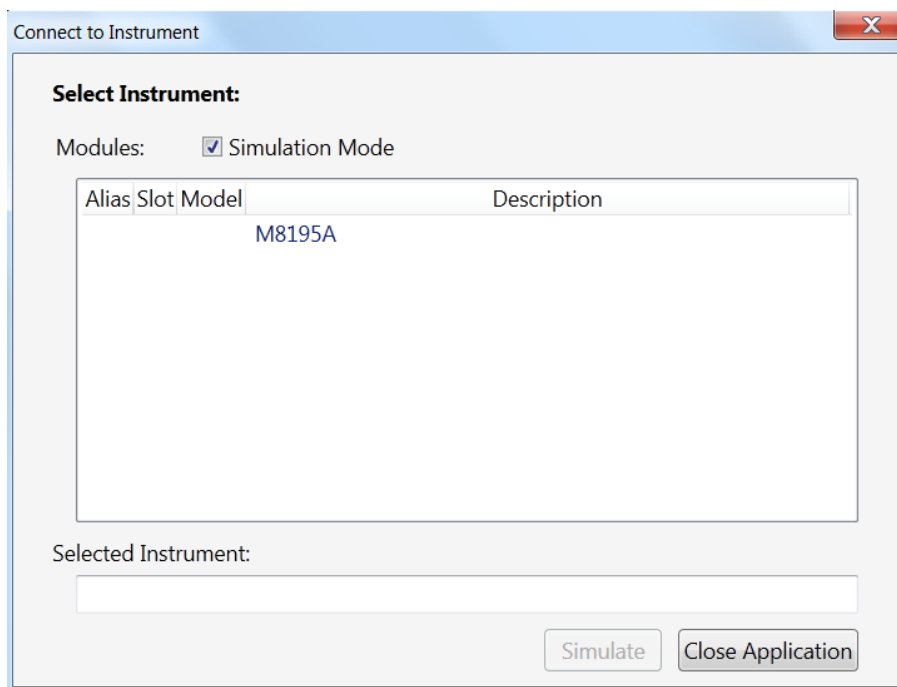 Connect to Instrument
Select Instrument:
Modules: Simulation Mode
Alias Slot Model Description
M8195A
Selected Instrument:
Simulate Close Application